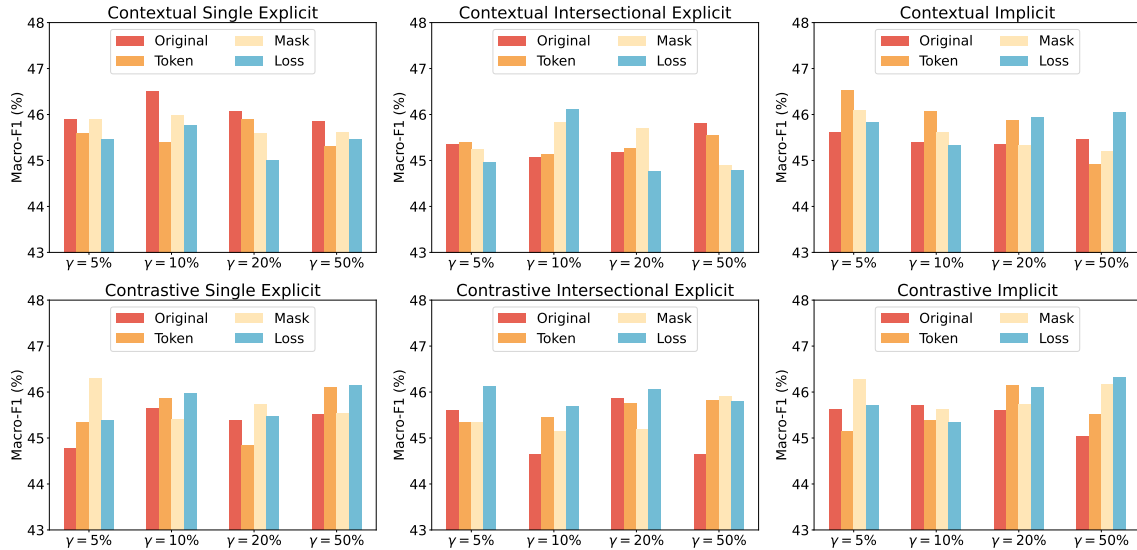 Contextual Single Explicit
48
47
46
45
44
43
Macro-F1 (%)
Original
Mask
Token
Loss
γ = 5%
γ = 10%
γ = 20%
γ = 50%
Contextual Intersectional Explicit
48
47
46
45
44
43
Macro-F1 (%)
Original
Mask
Token
Loss
γ = 5%
γ = 10%
γ = 20%
γ = 50%
Contextual Implicit
48
47
46
45
44
43
Macro-F1 (%)
Original
Mask
Token
Loss
γ = 5%
γ = 10%
γ = 20%
γ = 50%
Contrastive Single Explicit
48
47
46
45
44
43
Macro-F1 (%)
Original
Mask
Token
Loss
γ = 5%
γ = 10%
γ = 20%
γ = 50%
Contrastive Intersectional Explicit
48
47
46
45
44
43
Macro-F1 (%)
Original
Mask
Token
Loss
γ = 5%
γ = 10%
γ = 20%
γ = 50%
Contrastive Implicit
48
47
46
45
44
43
Macro-F1 (%)
Original
Mask
Token
Loss
γ = 5%
γ = 10%
γ = 20%
γ = 50%